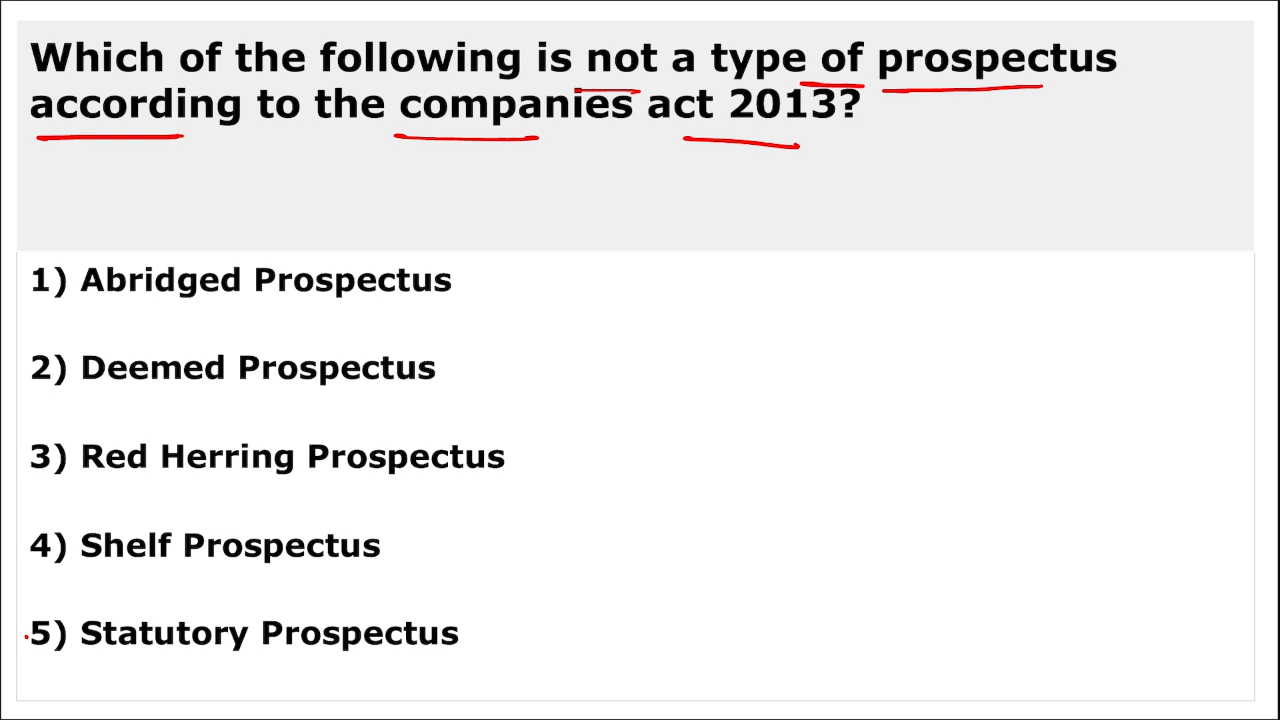 Which of the following is not a type of prospectus
according to the companies act 2013?
1) Abridged Prospectus
2) Deemed Prospectus
3) Red Herring Prospectus
4) Shelf Prospectus
5) Statutory Prospectus